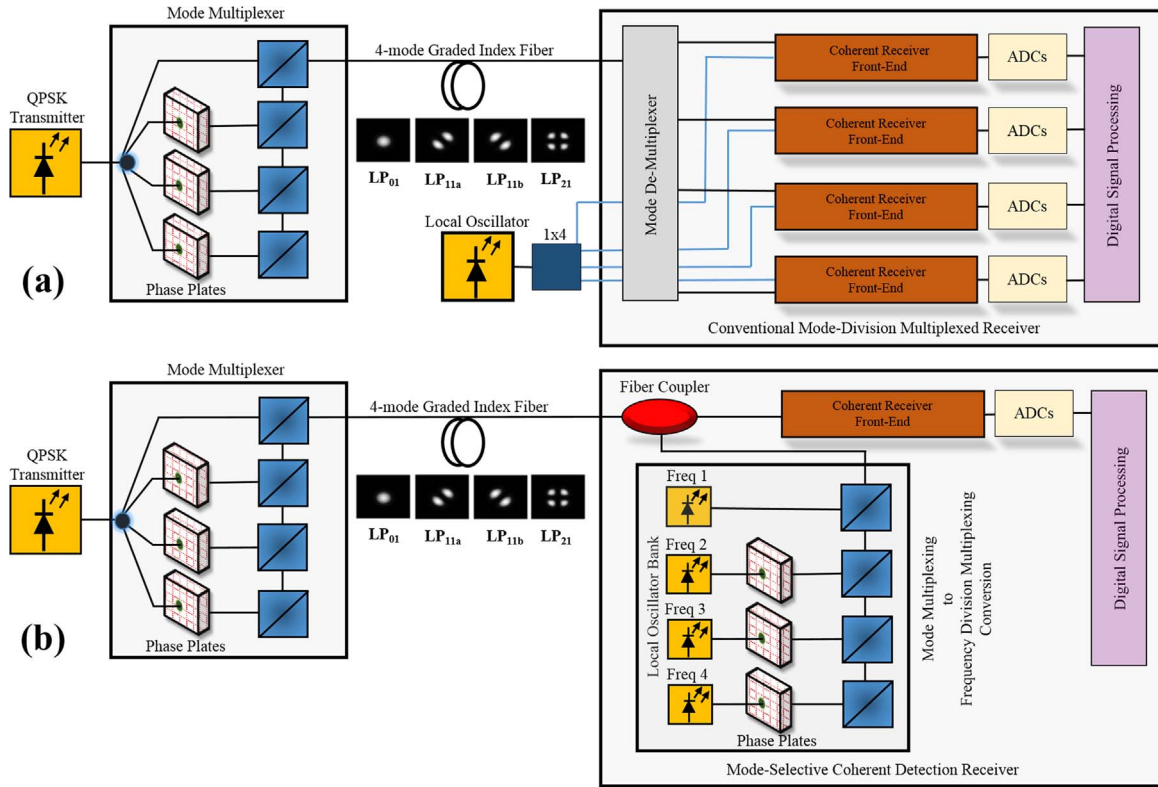 Mode Multiplexer
QPSK
Transmitter
Phase Plates
(a)
4-mode Graded Index Fiber
LP01
LP11a
LP11b
LP21
Local Oscillator
1x4
Mode De-Multiplexer
Coherent Receiver
Front-End
ADCs
Coherent Receiver
Front-End
ADCs
Coherent Receiver
Front-End
ADCs
Coherent Receiver
Front-End
ADCs
Digital Signal Processing
Conventional Mode-Division Multiplexed Receiver
Mode Multiplexer
QPSK
Transmitter
Phase Plates
(b)
4-mode Graded Index Fiber
LP01
LP11a
LP11b
LP21
Fiber Coupler
Coherent Receiver
Front-End
ADCs
Digital Signal Processing
Local Oscillator Bank
Freq 1
Freq 2
Freq 3
Freq 4
Phase Plates
Mode Multiplexing
to
Frequency Division Multiplexing
Conversion
Mode-Selective Coherent Detection Receiver